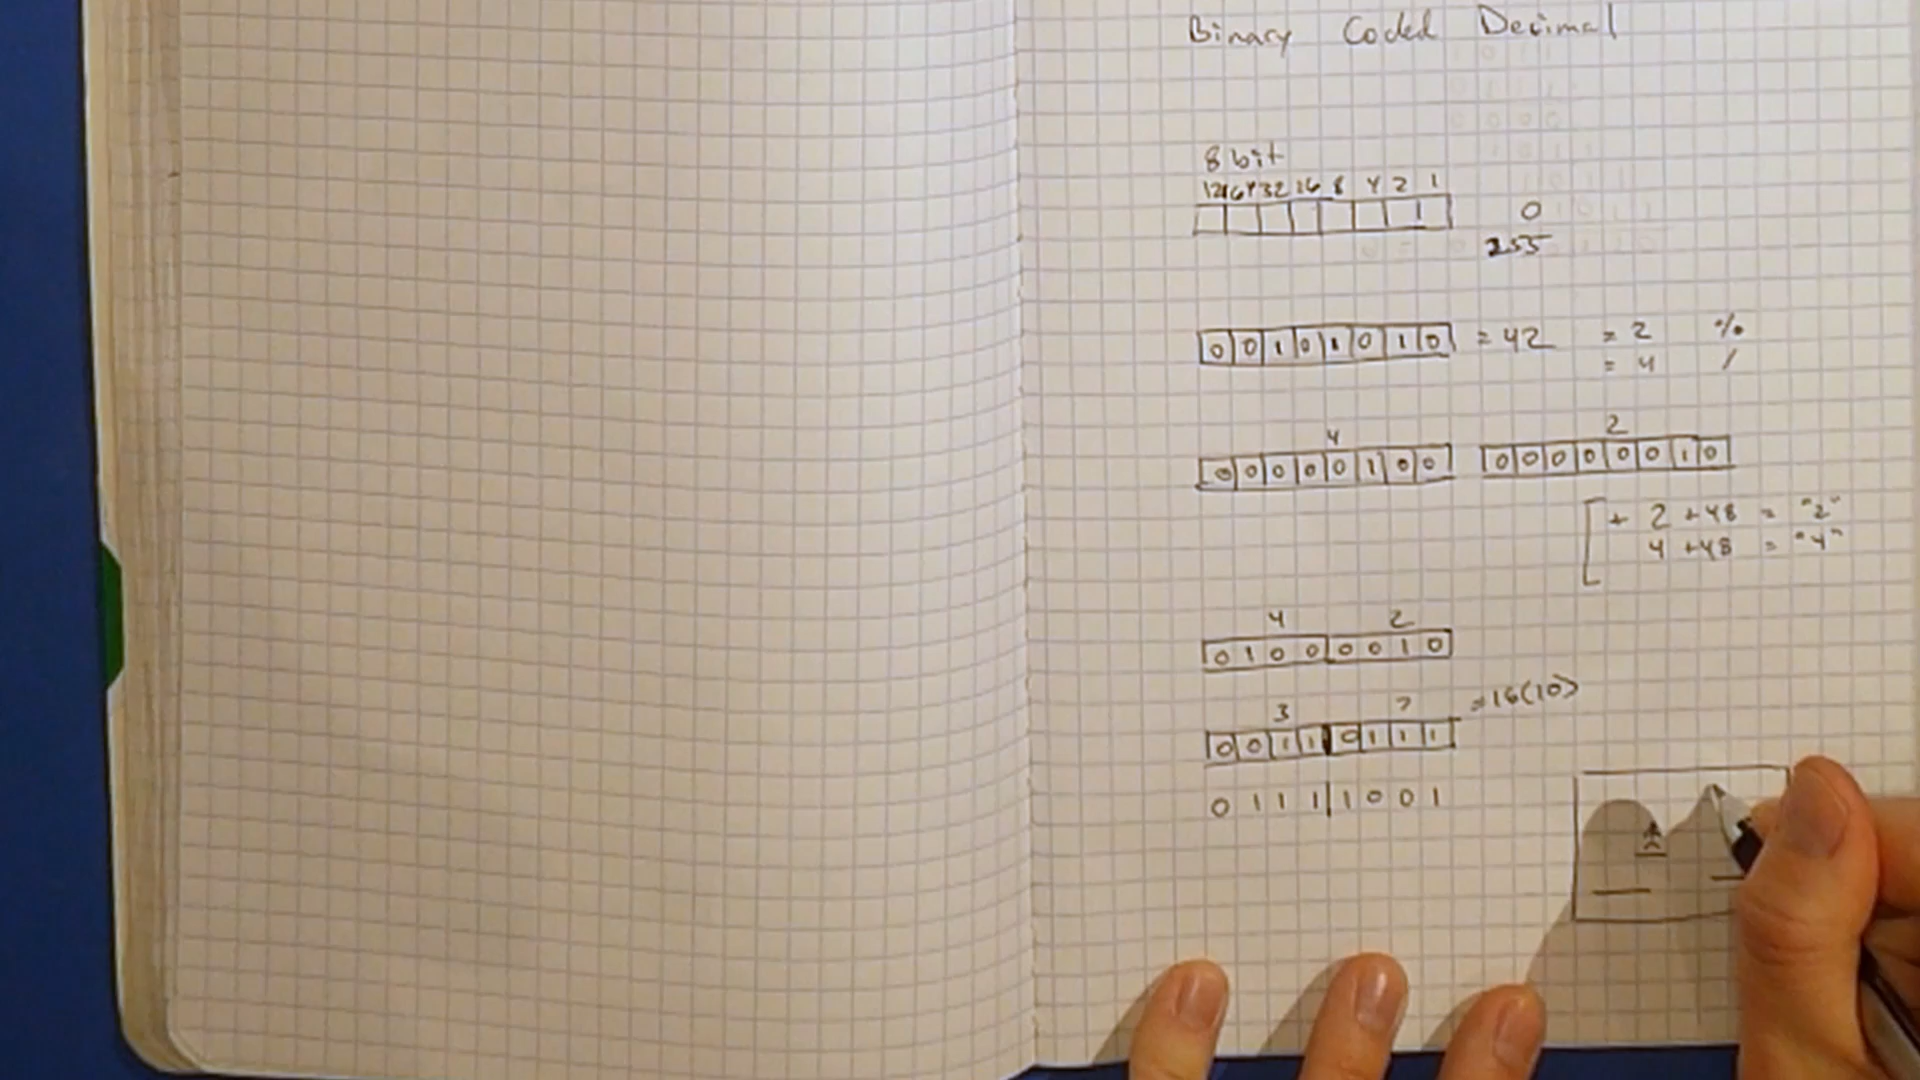 Binary Coded Decimal
8 bit
128 64 32 16 8 4 2 1
1 0
255
0 0 1 0 1 0 1 0 = 42 = 2 %
= 4 /
4 2
0 0 0 0 0 1 0 0 0 0 0 0 0 0 1 0
+ 2 +48 = "2"
4 +48 = "4"
4 2
0 1 0 0 0 0 1 0
3 7 = 16(10)
0 0 1 1 0 1 1 1
0 1 1 1 | 1 0 0 1